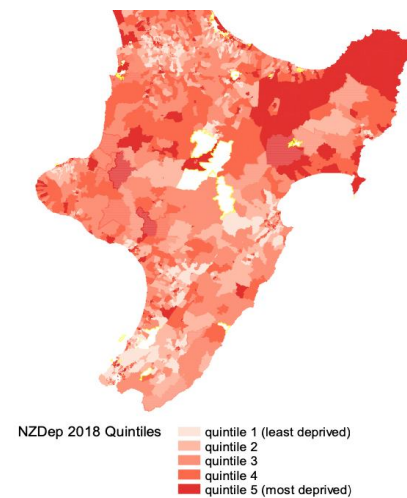 NZDep 2018 Quintiles
quintile 1 (least deprived)
quintile 2
quintile 3
quintile 4
quintile 5 (most deprived)